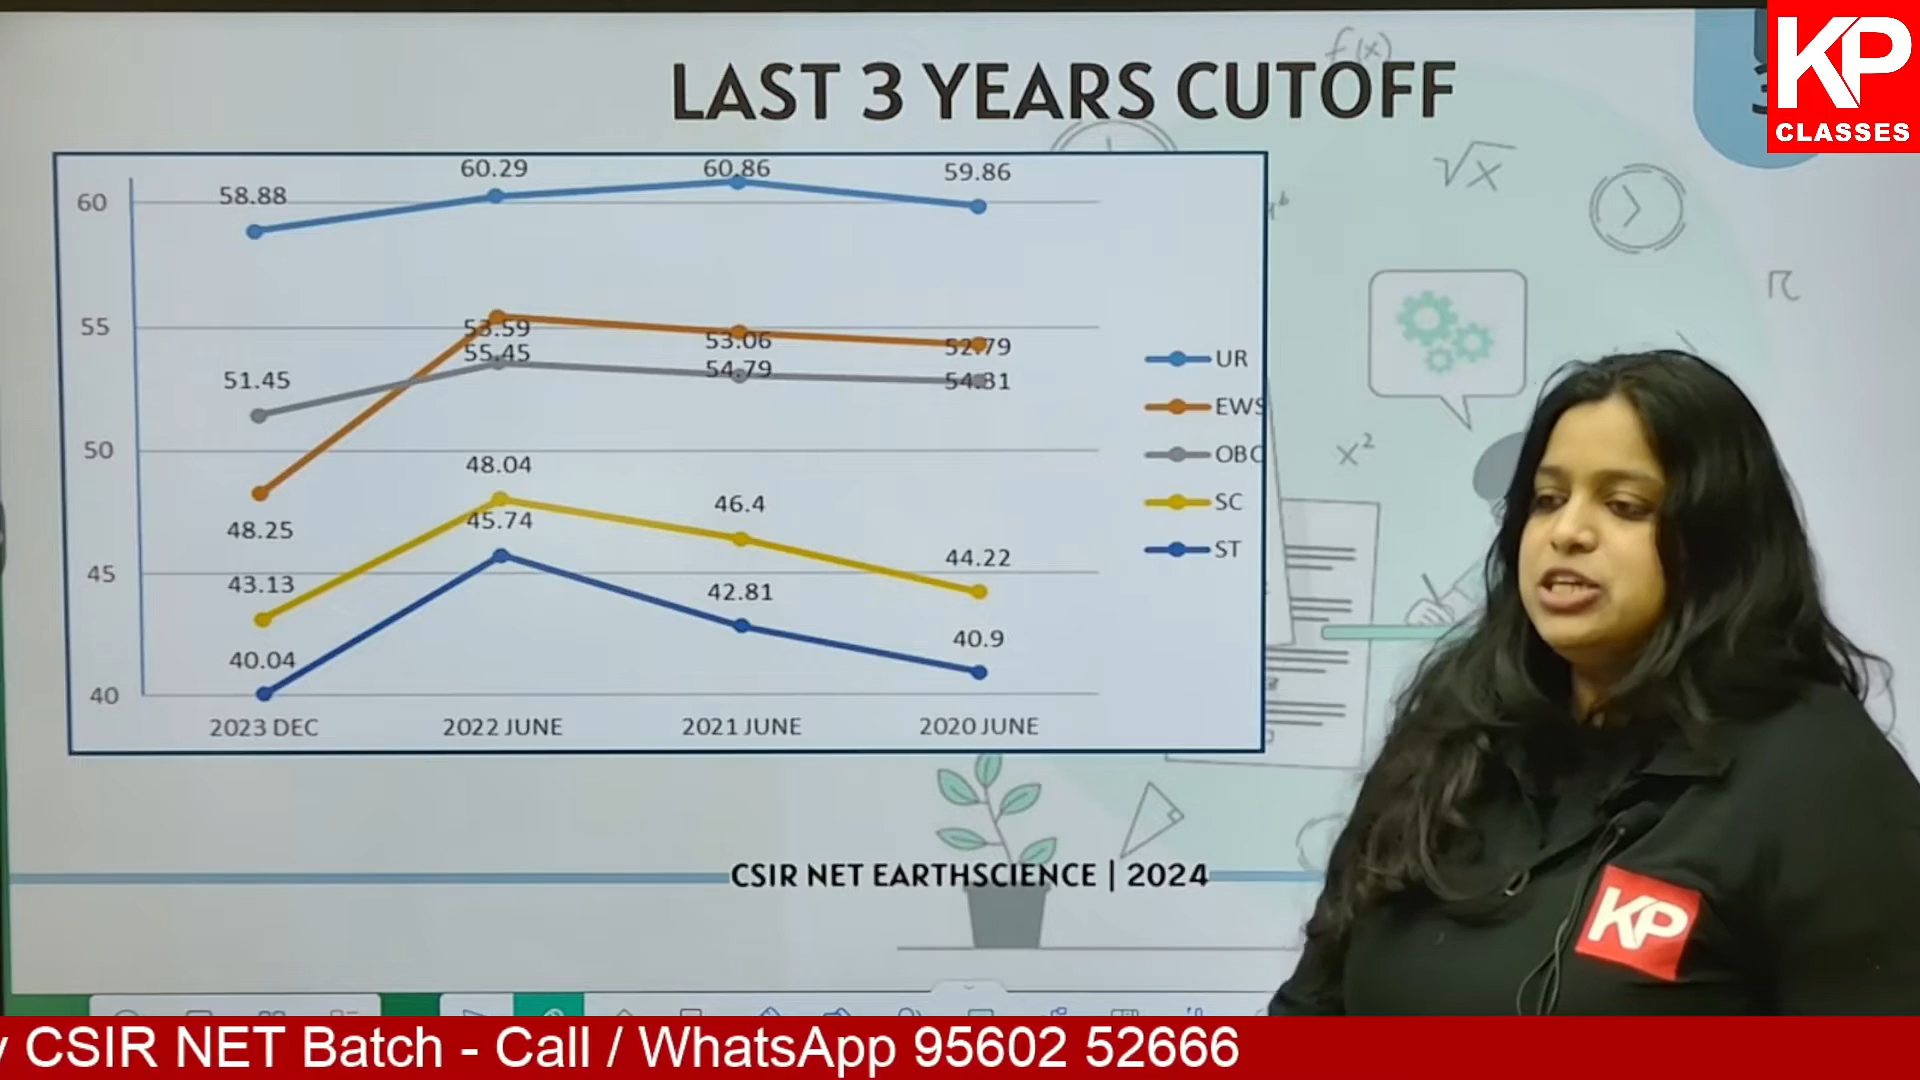 LAST 3 YEARS CUTOFF
KP
CLASSES
f(x)
√x
x²
60
55
50
45
40
58.88
60.29
60.86
59.86
53.59
53.06
52.79
51.45
55.45
54.79
54.81
48.25
48.04
46.4
44.22
43.13
45.74
42.81
40.9
40.04
2023 DEC
2022 JUNE
2021 JUNE
2020 JUNE
UR
EWS
OBC
SC
ST
CSIR NET EARTHSCIENCE | 2024
KP
CSIR NET Batch - Call / WhatsApp 95602 52666